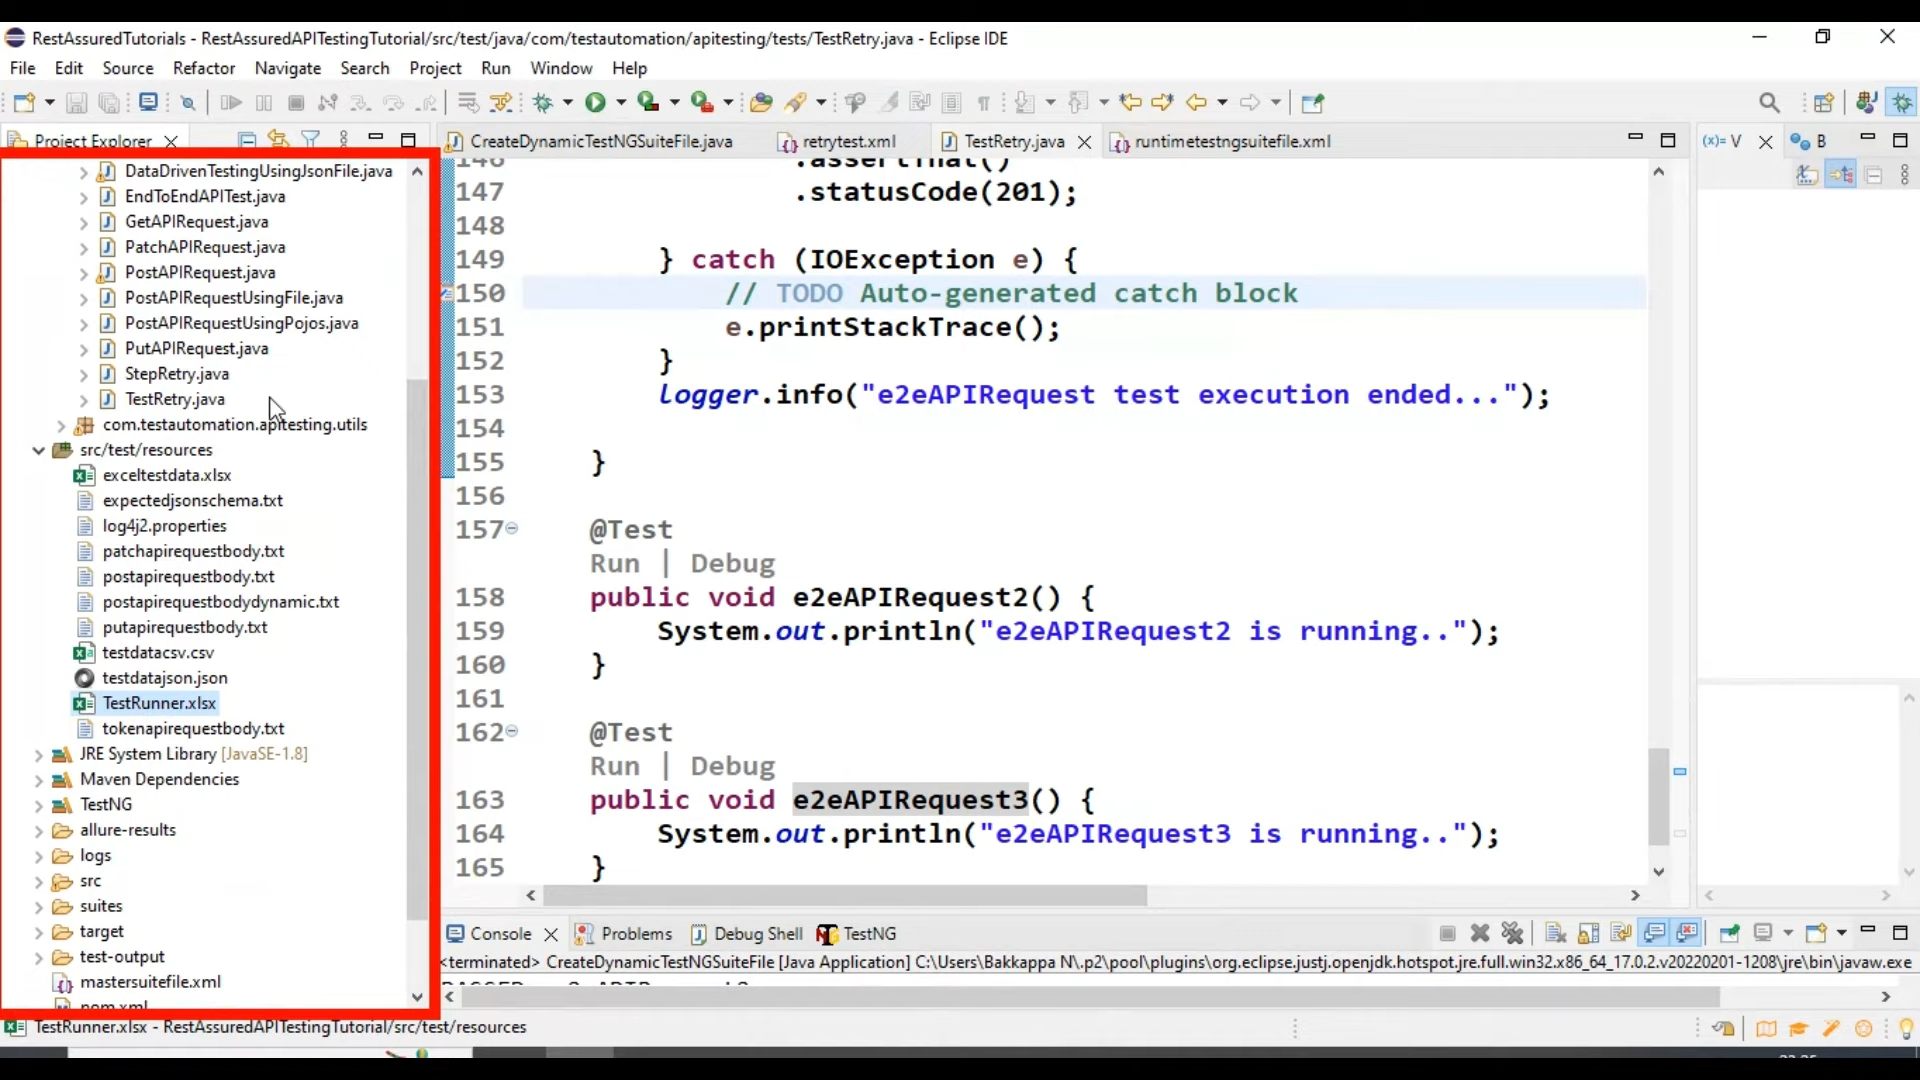 RestAssuredTutorials - RestAssuredAPITestingTutorial/src/test/java/com/testautomation/apitesting/tests/TestRetry.java - Eclipse IDE
File Edit Source Refactor Navigate Search Project Run Window Help
Project Explorer
CreateDynamicTestNGSuiteFile.java retrytest.xml TestRetry.java runtimetestngsuitefile.xml
(x)= V B
DataDrivenTestingUsingJsonFile.java
EndToEndAPITest.java
GetAPIRequest.java
PatchAPIRequest.java
PostAPIRequest.java
PostAPIRequestUsingFile.java
PostAPIRequestUsingPojos.java
PutAPIRequest.java
StepRetry.java
TestRetry.java
com.testautomation.apitesting.utils
src/test/resources
exceltestdata.xlsx
expectedjsonschema.txt
log4j2.properties
patchapirequestbody.txt
postapirequestbody.txt
postapirequestbodydynamic.txt
putapirequestbody.txt
testdatacsv.csv
testdatajson.json
TestRunner.xlsx
tokenapirequestbody.txt
JRE System Library [JavaSE-1.8]
Maven Dependencies
TestNG
allure-results
logs
src
suites
target
test-output
mastersuitefile.xml
pom.xml
146 .assertThat()
147 .statusCode(201);
148
149 } catch (IOException e) {
150 // TODO Auto-generated catch block
151 e.printStackTrace();
152 }
153 logger.info("e2eAPIRequest test execution ended...");
154
155 }
156
157 @Test
Run | Debug
158 public void e2eAPIRequest2() {
159 System.out.println("e2eAPIRequest2 is running..");
160 }
161
162 @Test
Run | Debug
163 public void e2eAPIRequest3() {
164 System.out.println("e2eAPIRequest3 is running..");
165 }
Console Problems Debug Shell TestNG
<terminated> CreateDynamicTestNGSuiteFile [Java Application] C:\Users\Bakkappa N\.p2\pool\plugins\org.eclipse.justj.openjdk.hotspot.jre.full.win32.x86_64_17.0.2.v20220201-1208\jre\bin\javaw.exe
TestRunner.xlsx - RestAssuredAPITestingTutorial/src/test/resources